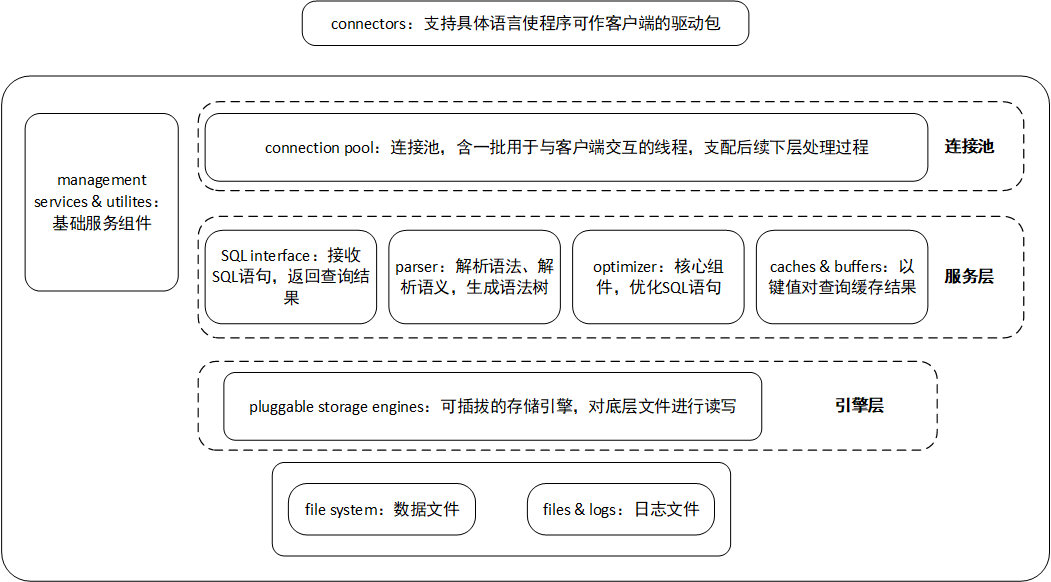 connectors：支持具体语言使程序可作客户端的驱动包
management
services & utilites：
基础服务组件
connection pool：连接池，含一批用于与客户端交互的线程，支配后续下层处理过程
连接池
SQL interface：接收
SQL语句，返回查询结
果
parser：解析语法、解
析语义，生成语法树
optimizer：核心组
件，优化SQL语句
caches & buffers：以
键值对查询缓存结果
服务层
pluggable storage engines：可插拔的存储引擎，对底层文件进行读写
引擎层
file system：数据文件
files & logs：日志文件